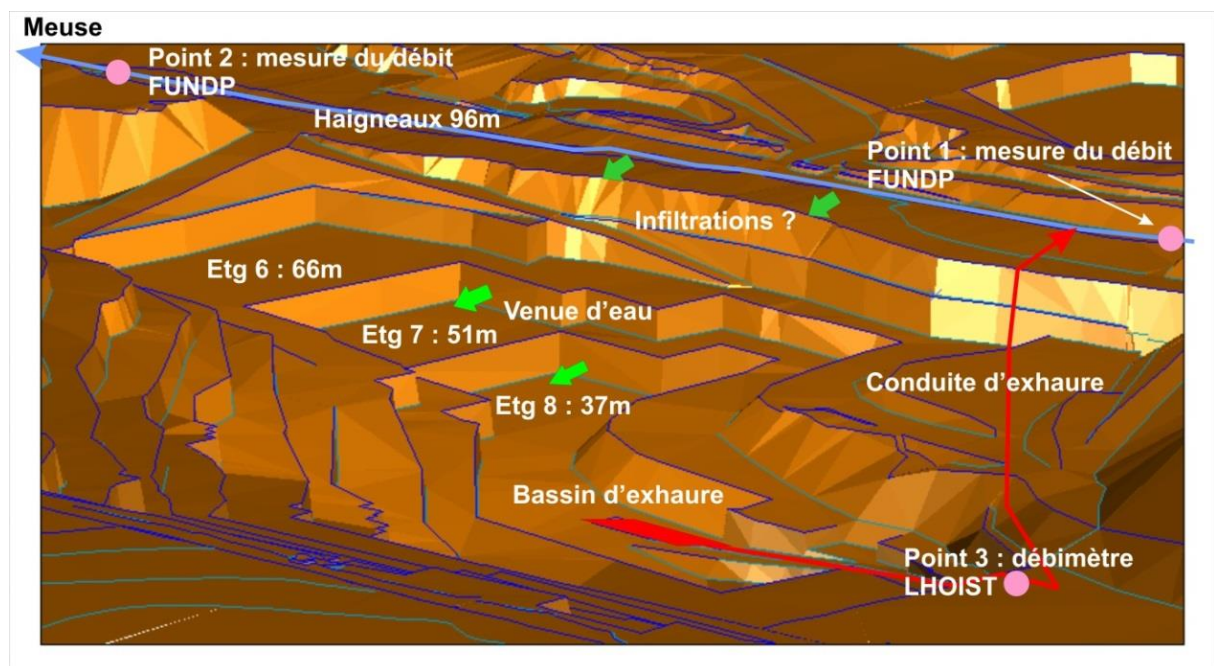 Meuse
Point 2 : mesure du débit
FUNDP
Haigneaux 96m
Point 1 : mesure du débit
FUNDP
Infiltrations ?
Etg 6 : 66m
Venue d'eau
Etg 7 : 51m
Conduite d'exhaure
Etg 8 : 37m
Bassin d'exhaure
Point 3 : débimètre
LHOIST